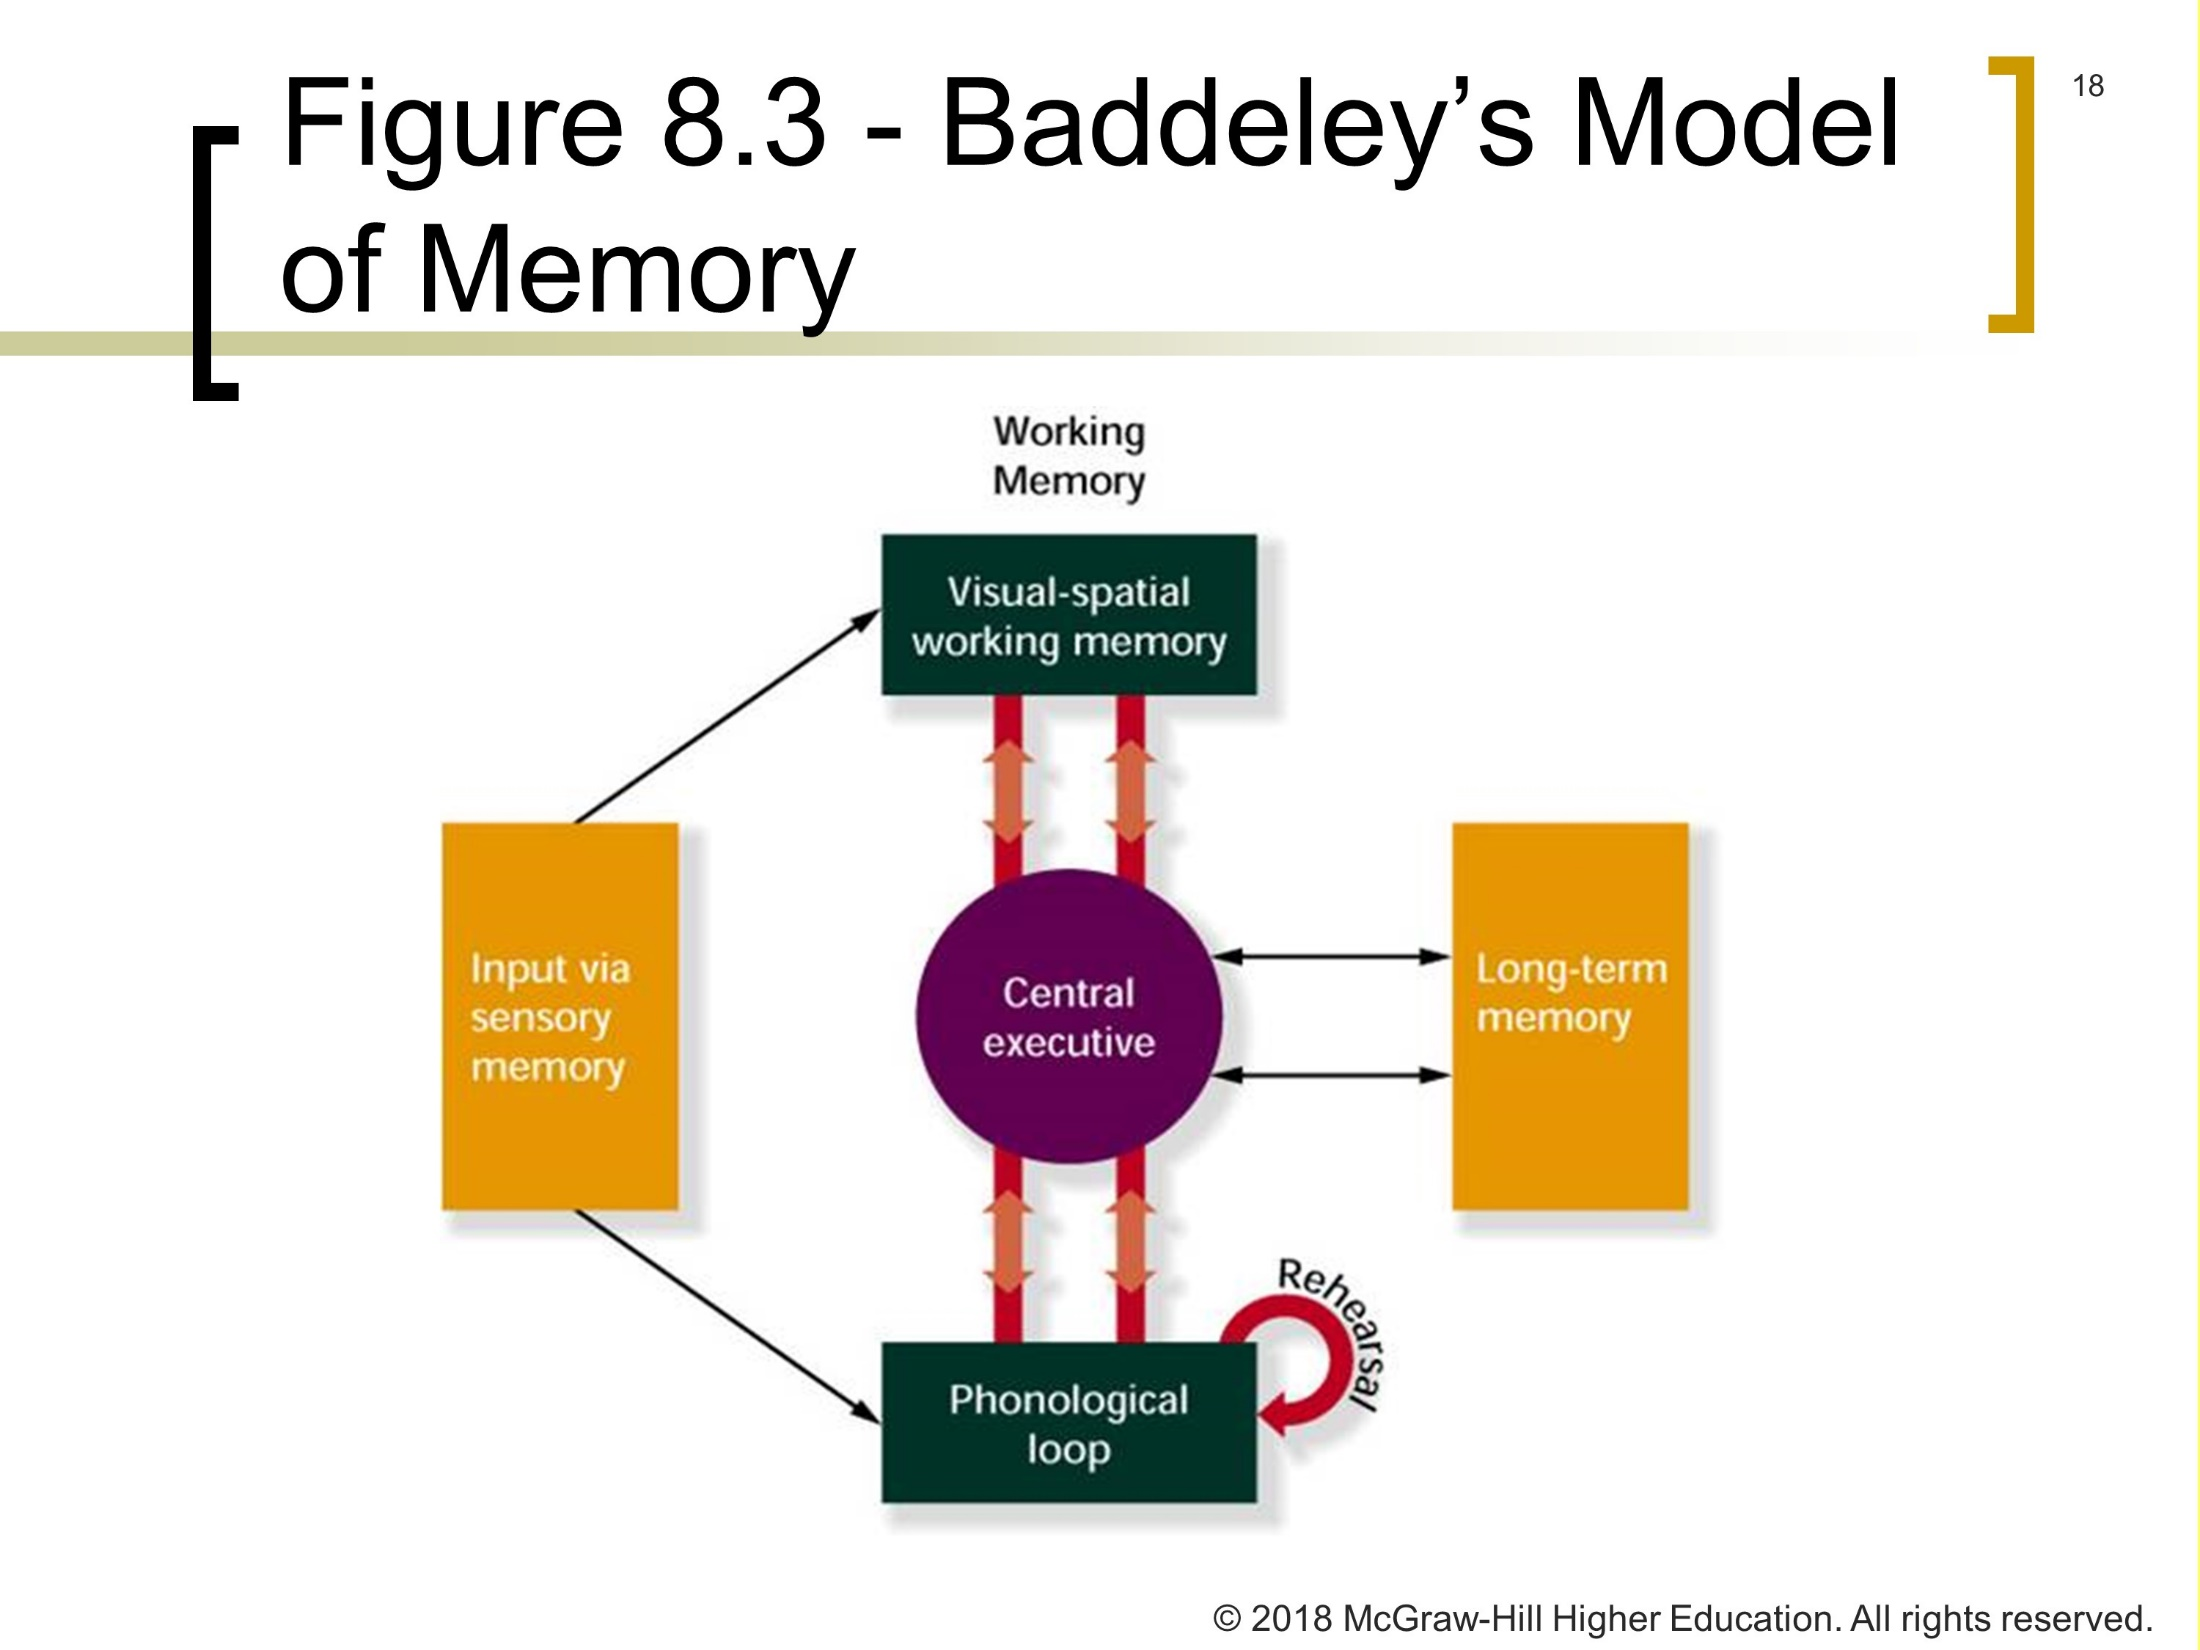 Figure 8.3 - Baddeley’s Model
of Memory
18
Working
Memory
Visual-spatial
working memory
Input via
sensory
memory
Central
executive
Long-term
memory
Rehearsal
Phonological
loop
© 2018 McGraw-Hill Higher Education. All rights reserved.